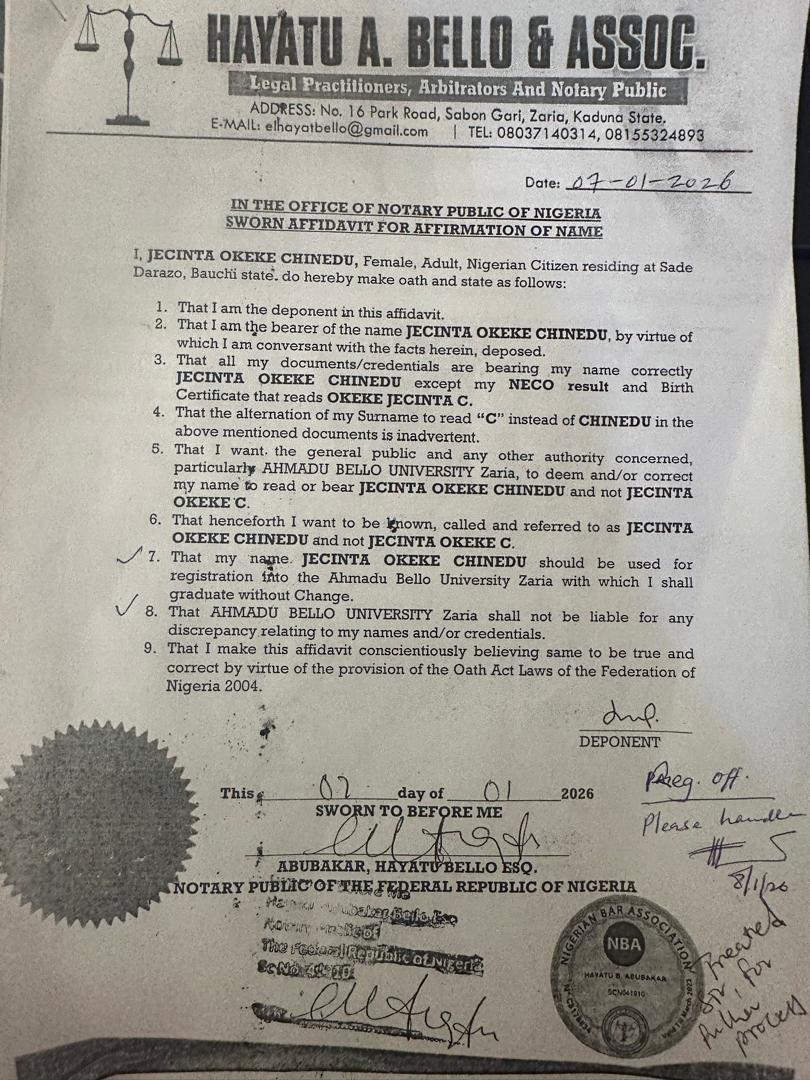 HAYATU A. BELLO & ASSOC.
Legal Practitioners, Arbitrators And Notary Public
ADDRESS: No. 16 Park Road, Sabon Gari, Zaria, Kaduna State.
E-MAIL: elhayatbello@gmail.com | TEL: 08037140314, 08155324893
Date: 07-01-2026
IN THE OFFICE OF NOTARY PUBLIC OF NIGERIA
SWORN AFFIDAVIT FOR AFFIRMATION OF NAME
I, JECINTA OKEKE CHINEDU, Female, Adult, Nigerian Citizen residing at Sade
Darazo, Bauchi state. do hereby make oath and state as follows:
1. That I am the deponent in this affidavit.
2. That I am the bearer of the name JECINTA OKEKE CHINEDU, by virtue of
which I am conversant with the facts herein, deposed.
3. That all my documents/credentials are bearing my name correctly
JECINTA OKEKE CHINEDU except my NECO result and Birth
Certificate that reads OKEKE JECINTA C.
4. That the alternation of my Surname to read “C” instead of CHINEDU in the
above mentioned documents is inadvertent.
5. That I want the general public and any other authority concerned,
particularly AHMADU BELLO UNIVERSITY Zaria, to deem and/or correct
my name to read or bear JECINTA OKEKE CHINEDU and not JECINTA
OKEKE C.
6. That henceforth I want to be known, called and referred to as JECINTA
OKEKE CHINEDU and not JECINTA OKEKE C.
7. That my name JECINTA OKEKE CHINEDU should be used for
registration into the Ahmadu Bello University Zaria with which I shall
graduate without Change.
8. That AHMADU BELLO UNIVERSITY Zaria shall not be liable for any
discrepancy relating to my names and/or credentials.
9. That I make this affidavit conscientiously believing same to be true and
correct by virtue of the provision of the Oath Act Laws of the Federation of
Nigeria 2004.
DEPONENT
This 07 day of 01 2026
SWORN TO BEFORE ME
ABUBAKAR, HAYATU BELLO ESQ.
NOTARY PUBLIC OF THE FEDERAL REPUBLIC OF NIGERIA
Reg. off.
Please handle
8/1/26
Abubakar Bello Esq
Notary Public of
The Federal Republic of Nigeria
NIGERIAN BAR ASSOCIATION
NBA
HAYATU B. ABUBAKAR
SCN041910
Treated
for
further
process